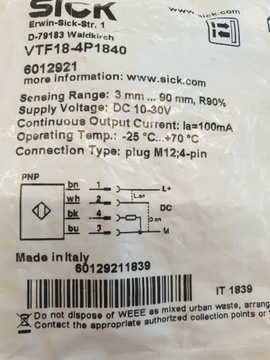 SICK
Erwin-Sick-Str. 1
D-79183 Waldkirch
VTF18-4P1840
6012921
more information: www.sick.com
Sensing Range: 3 mm ... 90 mm, R90%
Supply Voltage: DC 10-30V
Continuous Output Current: Ia=100mA
Operating Temp.: -25 °C...+70 °C
Connection Type: plug M12;4-pin
PNP
bn 1 L+
wh 2 L.on
DC
bk 4 D.on
bu 3 M
Made in Italy
60129211839
IT 1839
Do not dispose of WEEE as mixed urban waste, arrang
Contact the appropriate authorized collection points or